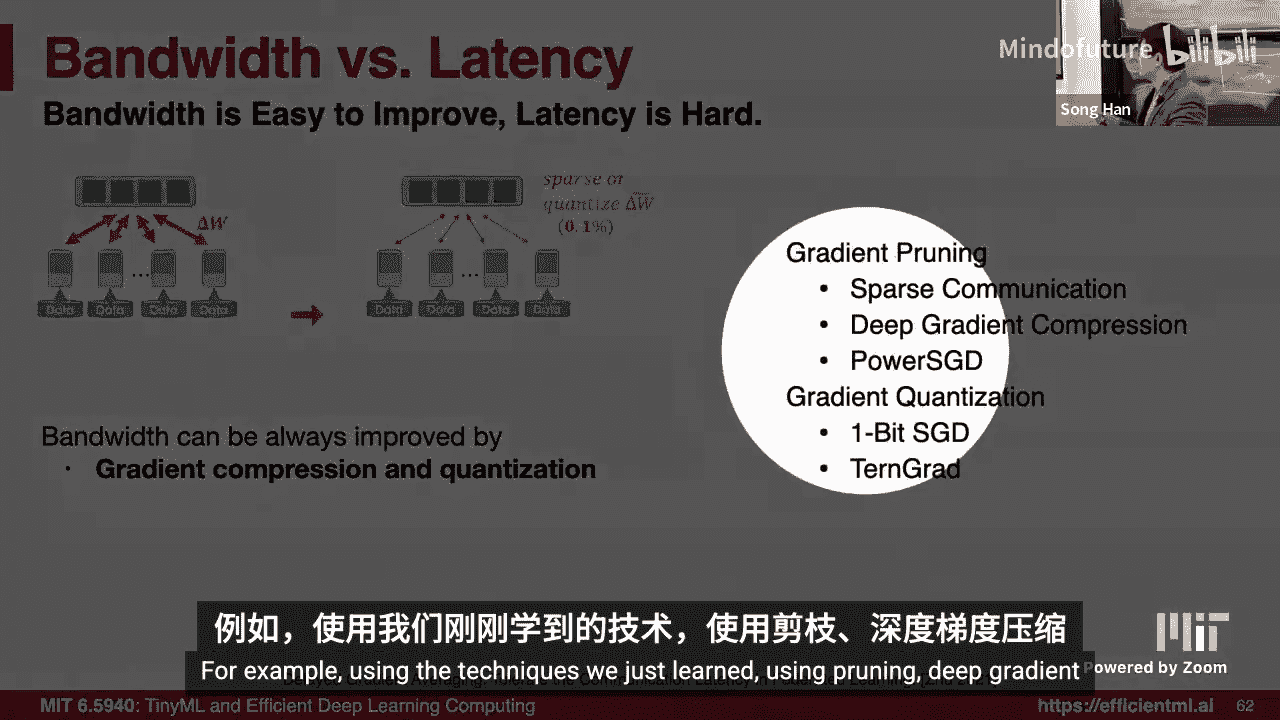 Bandwidth vs. Latency
Mindofuture bilibili
Song Han
Bandwidth is Easy to Improve, Latency is Hard.
sparse or
quantize ΔW
(0.1%)
ΔW
...
...
Data Data Data Data
Data Data Data Data
Gradient Pruning
• Sparse Communication
• Deep Gradient Compression
• PowerSGD
Gradient Quantization
• 1-Bit SGD
• TernGrad
Bandwidth can be always improved by
• Gradient compression and quantization
例如，使用我们刚刚学到的技术，使用剪枝、深度梯度压缩
For example, using the techniques we just learned, using pruning, deep gradient
MIT
Powered by Zoom
MIT 6.5940: TinyML and Efficient Deep Learning Computing
https://efficientml.ai
62